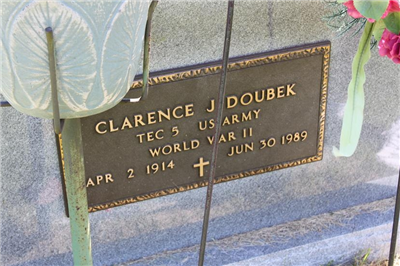 CLARENCE J DOUBEK
TEC 5 US ARMY
WORLD WAR II
APR 2 1914 JUN 30 1989